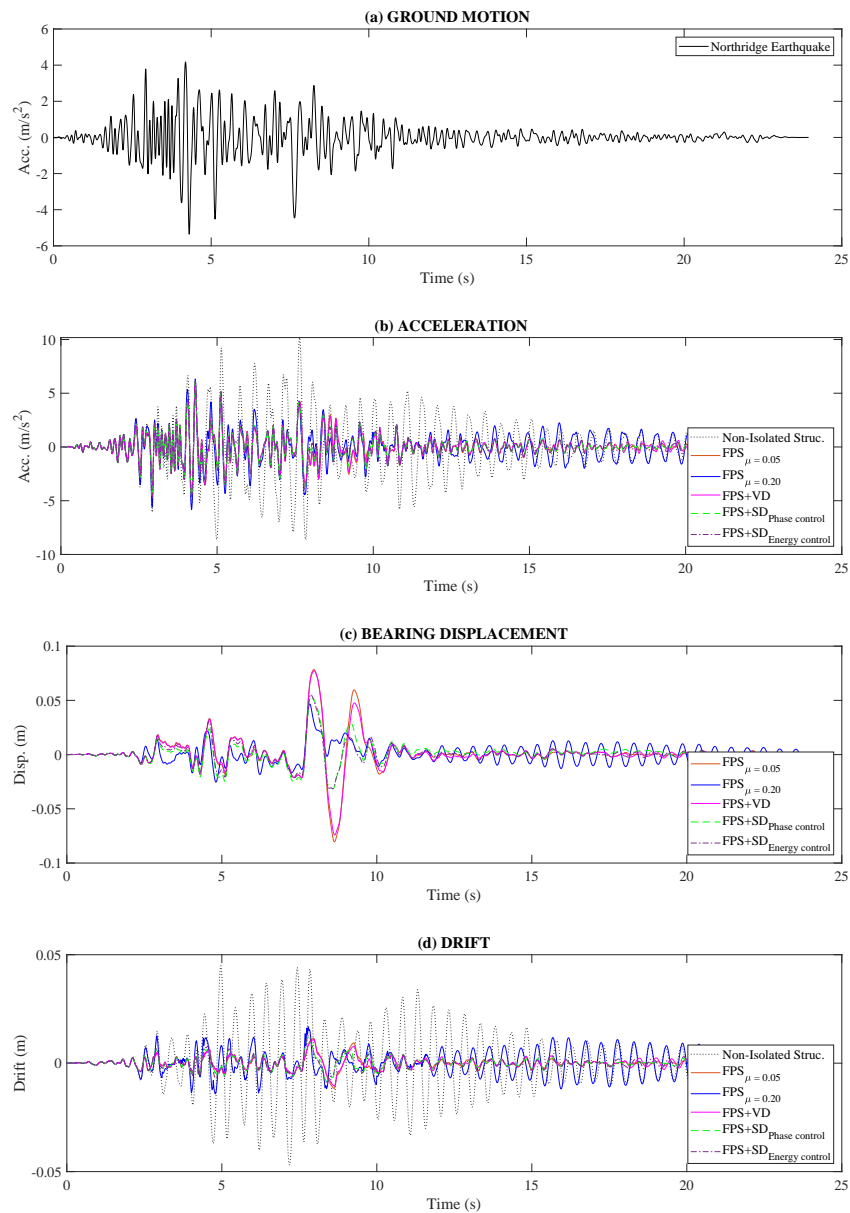 (a) GROUND MOTION
6
4
2
0
-2
-4
-6
Acc. (m/s²)
Northridge Earthquake
0 5 10 15 20 25
Time (s)
(b) ACCELERATION
10
5
0
-5
-10
Acc. (m/s²)
Non-Isolated Struc.
FPS μ = 0.05
FPS μ = 0.20
FPS+VD
FPS+SD Phase control
FPS+SD Energy control
0 5 10 15 20 25
Time (s)
(c) BEARING DISPLACEMENT
0.1
0.05
0
-0.05
-0.1
Disp. (m)
FPS μ = 0.05
FPS μ = 0.20
FPS+VD
FPS+SD Phase control
FPS+SD Energy control
0 5 10 15 20 25
Time (s)
(d) DRIFT
0.05
0
-0.05
Drift (m)
Non-Isolated Struc.
FPS μ = 0.05
FPS μ = 0.20
FPS+VD
FPS+SD Phase control
FPS+SD Energy control
0 5 10 15 20 25
Time (s)